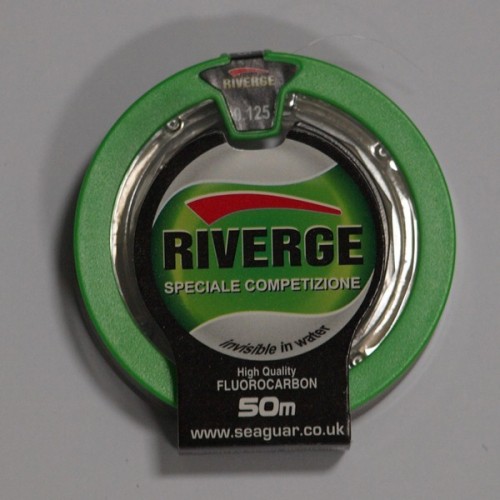 RIVERGE
0.125
RIVERGE
SPECIALE COMPETIZIONE
invisible in water
High Quality
FLUOROCARBON
50m
www.seaguar.co.uk